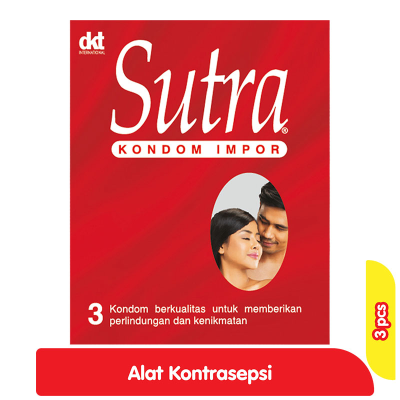 dkt
INTERNATIONAL
Sutra®
KONDOM IMPOR
3 Kondom berkualitas untuk memberikan
perlindungan dan kenikmatan
3 pcs
Alat Kontrasepsi